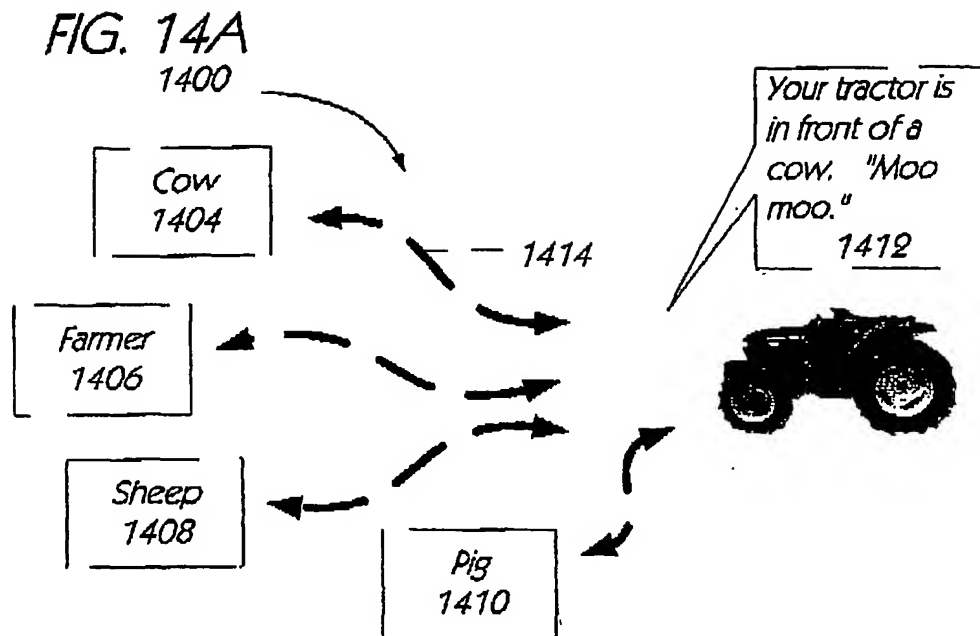 FIG. 14A
1400
Cow
1404
1414
Your tractor is
in front of a
cow. "Moo
moo."
1412
Farmer
1406
Sheep
1408
Pig
1410